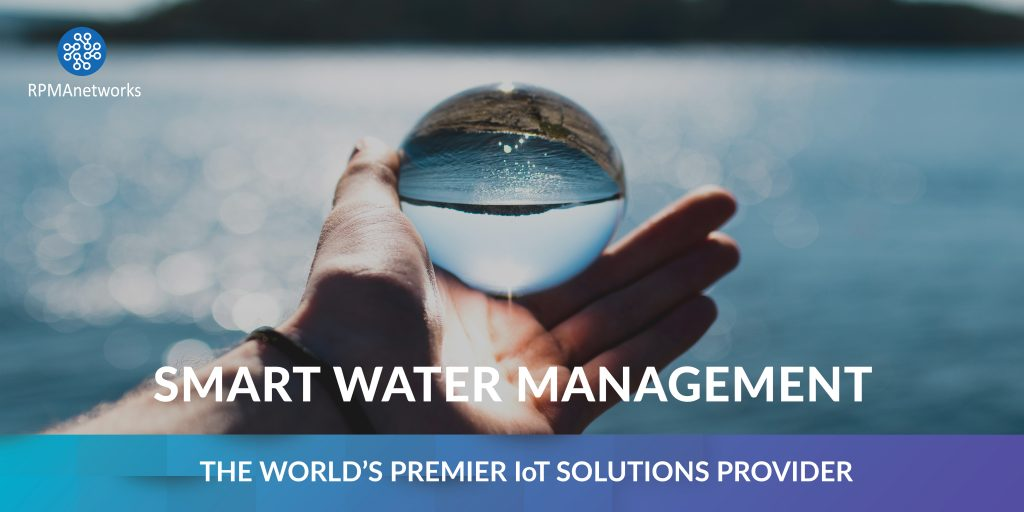 RPMAnetworks
SMART WATER MANAGEMENT
THE WORLD’S PREMIER IoT SOLUTIONS PROVIDER